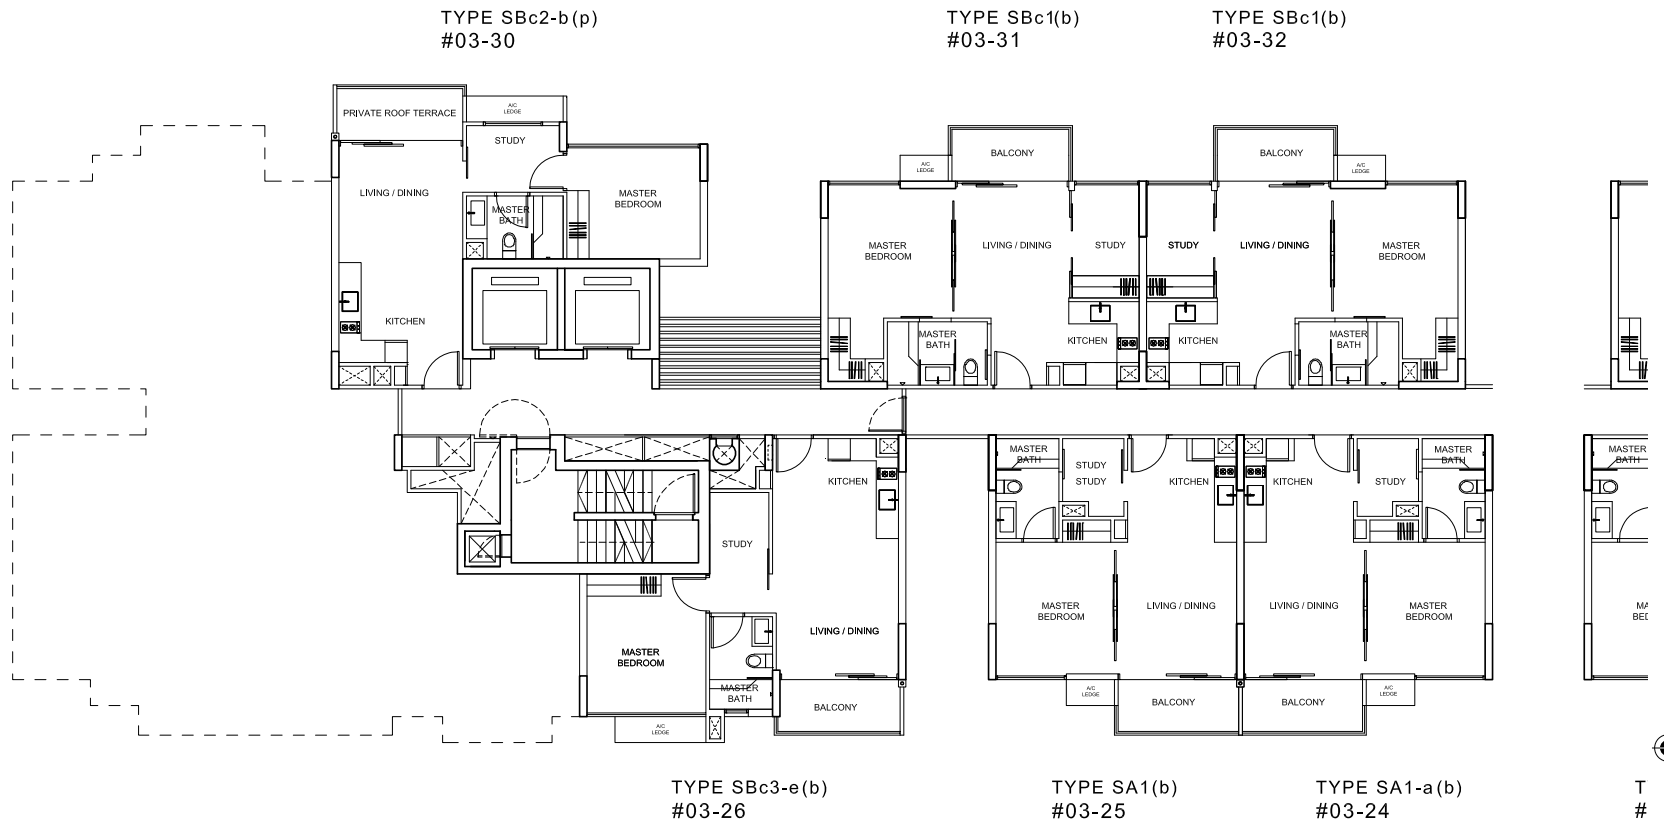 TYPE SBc2-b(p)
#03-30
TYPE SBc1(b)
#03-31
TYPE SBc1(b)
#03-32
PRIVATE ROOF TERRACE
A/C
LEDGE
STUDY
LIVING / DINING
MASTER
BEDROOM
MASTER
BATH
KITCHEN
BALCONY
A/C
LEDGE
MASTER
BEDROOM
LIVING / DINING
STUDY
MASTER
BATH
KITCHEN
BALCONY
A/C
LEDGE
STUDY
LIVING / DINING
MASTER
BEDROOM
KITCHEN
MASTER
BATH
KITCHEN
STUDY
LIVING / DINING
MASTER
BEDROOM
MASTER
BATH
BALCONY
A/C
LEDGE
MASTER
BATH
STUDY
STUDY
KITCHEN
MASTER
BEDROOM
LIVING / DINING
A/C
LEDGE
BALCONY
KITCHEN
STUDY
MASTER
BATH
LIVING / DINING
MASTER
BEDROOM
BALCONY
A/C
LEDGE
MASTER
BATH
MA
BED
TYPE SBc3-e(b)
#03-26
TYPE SA1(b)
#03-25
TYPE SA1-a(b)
#03-24
T
#